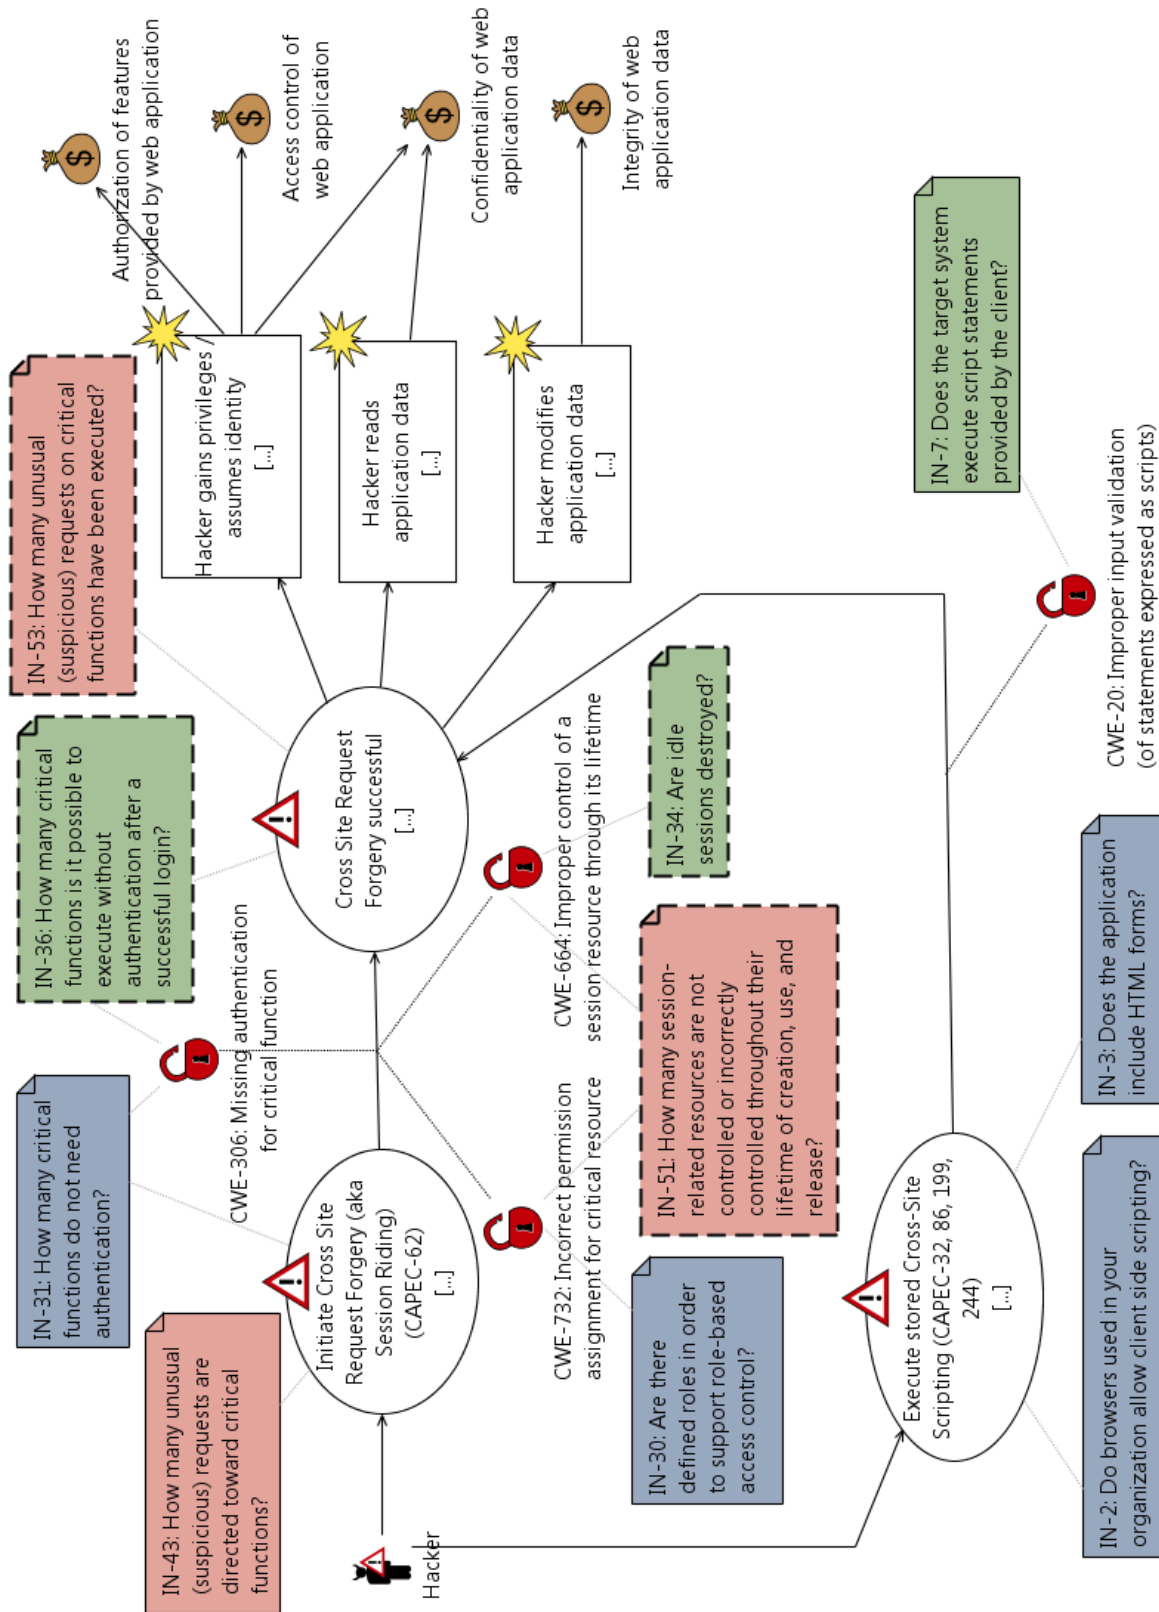 IN-43: How many unusual
(suspicious) requests are
directed toward critical
functions?
IN-31: How many critical
functions do not need
authentication?
IN-36: How many critical
functions is it possible to
execute without
authentication after a
successful login?
IN-53: How many unusual
(suspicious) requests on critical
functions have been executed?
Authorization of features
provided by web application
CWE-306: Missing authentication
for critical function
Hacker gains privileges /
assumes identity
[...]
Access control of
web application
Hacker
Initiate Cross Site
Request Forgery (aka
Session Riding)
(CAPEC-62)
[...]
Cross Site Request
Forgery successful
[...]
Hacker reads
application data
[...]
Confidentiality of web
application data
CWE-732: Incorrect permission
assignment for critical resource
CWE-664: Improper control of a
session resource through its lifetime
Hacker modifies
application data
[...]
Integrity of web
application data
IN-30: Are there
defined roles in order
to support role-based
access control?
IN-51: How many session-
related resources are not
controlled or incorrectly
controlled throughout their
lifetime of creation, use, and
release?
IN-34: Are idle
sessions destroyed?
Execute stored Cross-Site
Scripting (CAPEC-32, 86, 199,
244)
[...]
IN-7: Does the target system
execute script statements
provided by the client?
IN-2: Do browsers used in your
organization allow client side scripting?
IN-3: Does the application
include HTML forms?
CWE-20: Improper input validation
(of statements expressed as scripts)